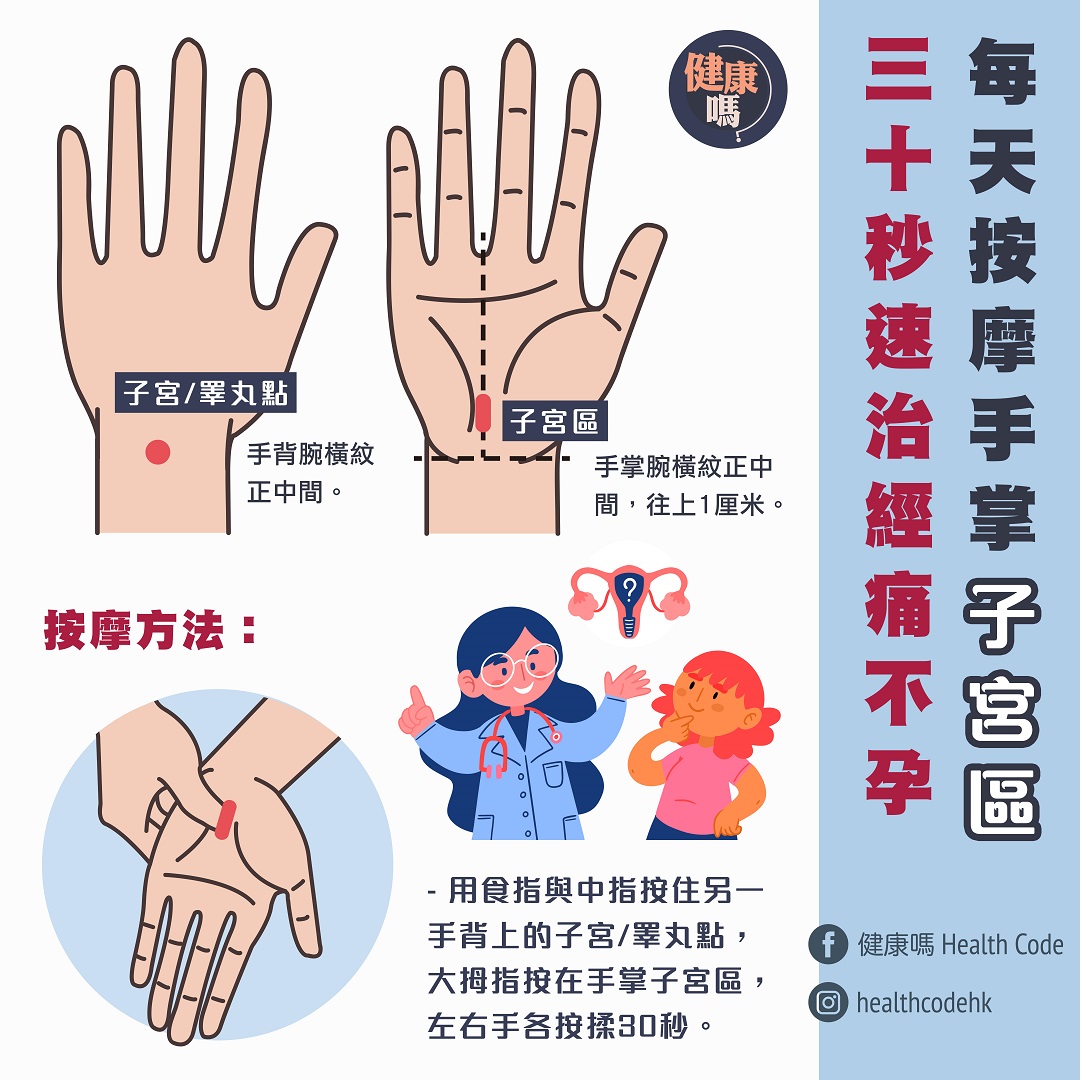 每天按摩手掌子宮區
三十秒速治經痛不孕
健康
嗎
子宮/睪丸點
手背腕橫紋
正中間。
子宮區
手掌腕橫紋正中
間，往上1厘米。
按摩方法：
?
- 用食指與中指按住另一
手背上的子宮/睪丸點，
大拇指按在手掌子宮區，
左右手各按揉30秒。
健康嗎 Health Code
healthcodehk